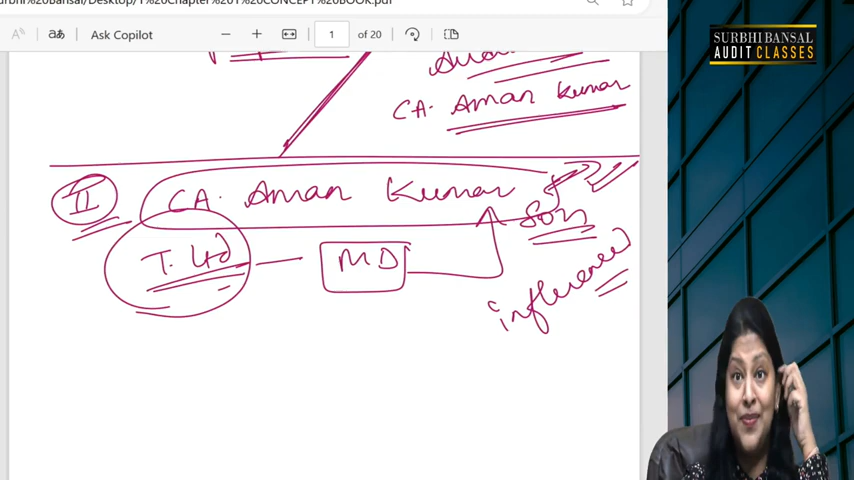 urbhi%20Bansal/Desktop/1%20Chapter%201%20CONCEPT%20BOOK.pdf
Ask Copilot
1 of 20
SURBHI BANSAL
AUDIT CLASSES
CA. Aman Kumar
II CA. Aman Kumar
Son
T. Ltd MD
influence